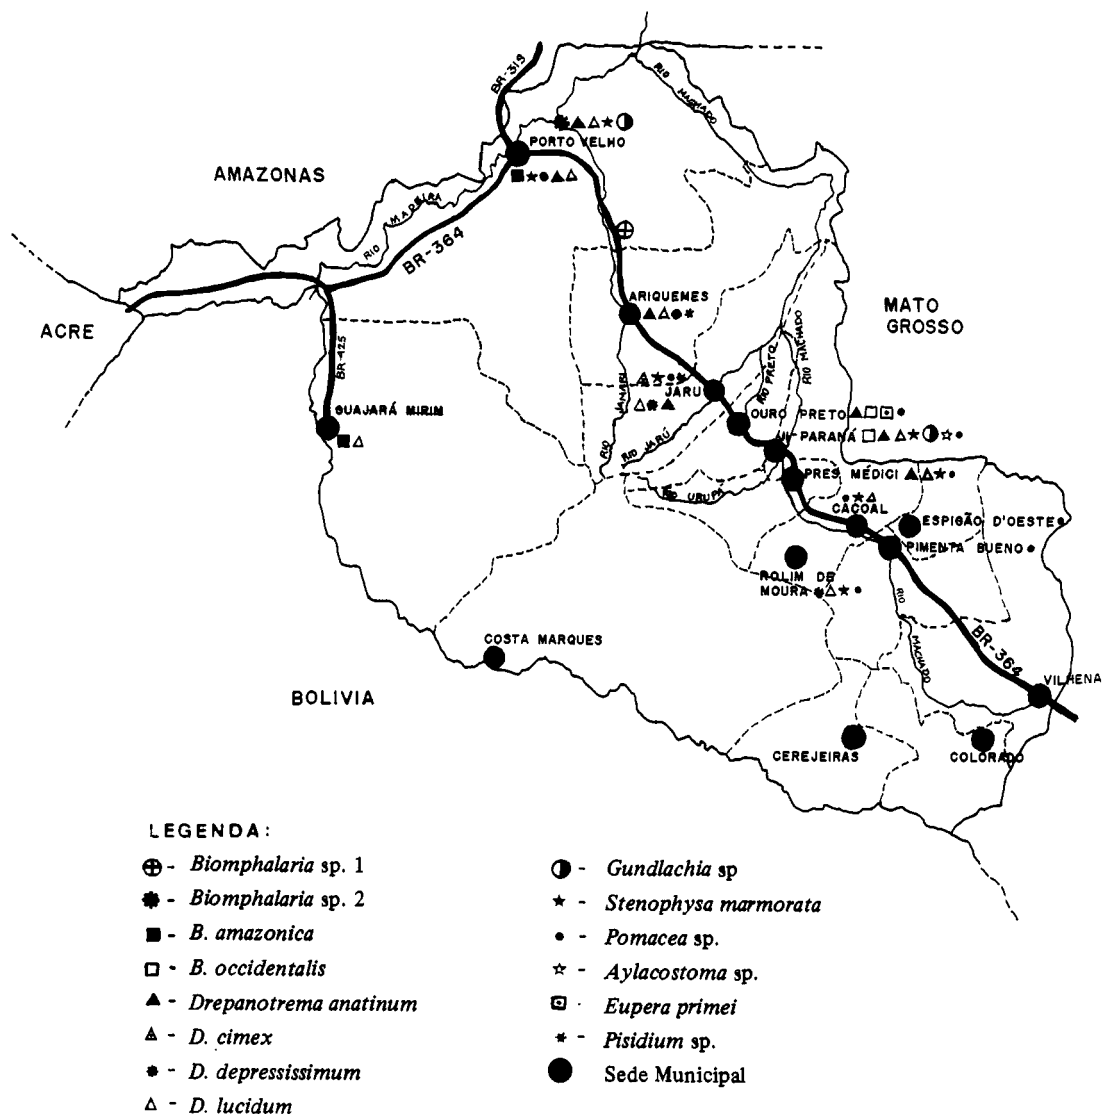 BR-319
RIO MACHADO
PORTO VELHO
AMAZONAS
RIO MADEIRA
BR-364
ARIQUEMES
MATO
GROSSO
ACRE
BR-425
RIO PRETO
RIO MACHADO
RIO JAMARI
JARU
GUAJARÁ MIRIM
OURO PRETO
JI-PARANÁ
RIO JARÚ
PRES MÉDICI
RIO URUPÁ
CACOAL
ESPIGÃO D'OESTE
PIMENTA BUENO
ROLIM DE
MOURA
RIO MACHADO
BR-364
COSTA MARQUES
VILHENA
BOLIVIA
CEREJEIRAS
COLORADO
LEGENDA:
- Biomphalaria sp. 1
- Biomphalaria sp. 2
- B. amazonica
- B. occidentalis
- Drepanotrema anatinum
- D. cimex
- D. depressissimum
- D. lucidum
- Gundlachia sp
- Stenophysa marmorata
- Pomacea sp.
- Aylacostoma sp.
Eupera primei
- Pisidium sp.
Sede Municipal